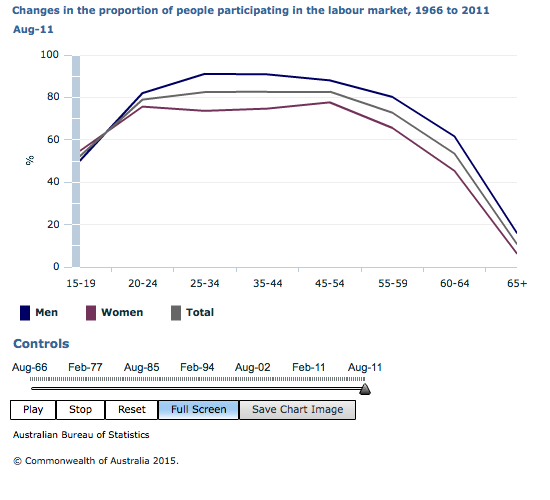 Changes in the proportion of people participating in the labour market, 1966 to 2011
Aug-11
100
80
60
40
20
0
%
15-19 20-24 25-34 35-44 45-54 55-59 60-64 65+
Men Women Total
Controls
Aug-66 Feb-77 Aug-85 Feb-94 Aug-02 Feb-11 Aug-11
Play Stop Reset Full Screen Save Chart Image
Australian Bureau of Statistics
© Commonwealth of Australia 2015.